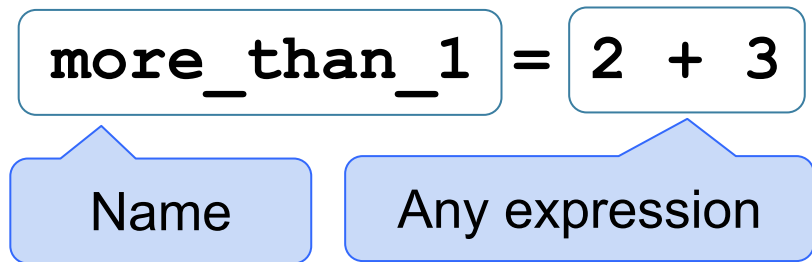 more_than_1 = 2 + 3
Name
Any expression